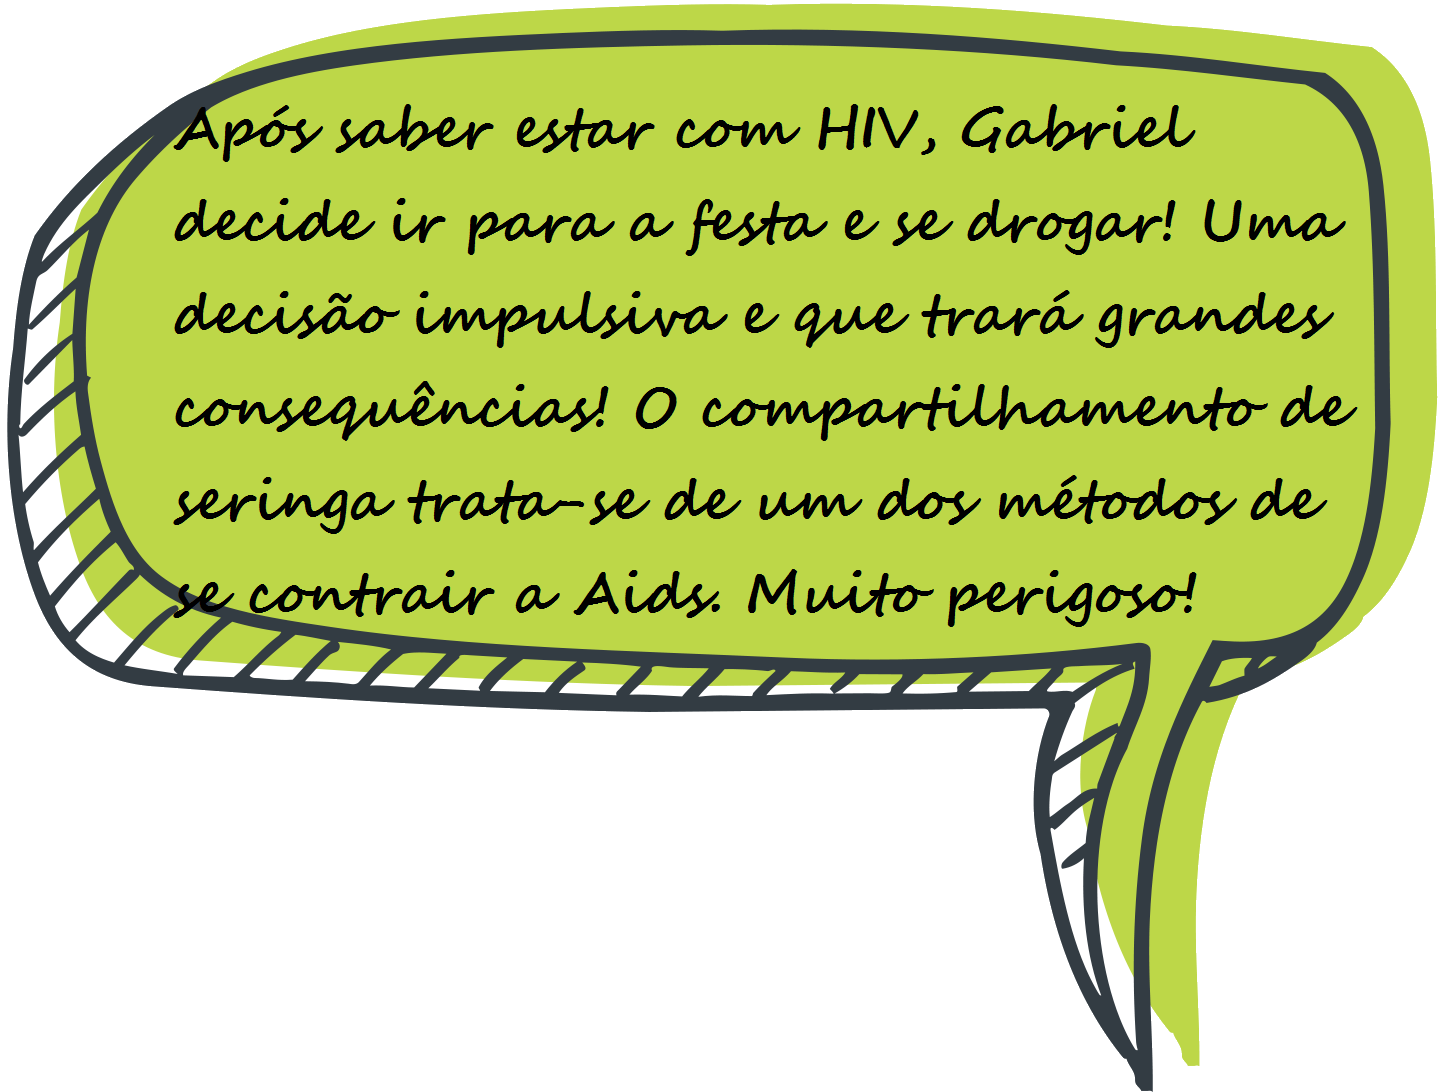 Após saber estar com HIV, Gabriel
decide ir para a festa e se drogar! Uma
decisão impulsiva e que trará grandes
consequências! O compartilhamento de
seringa trata-se de um dos métodos de
se contrair a Aids. Muito perigoso!